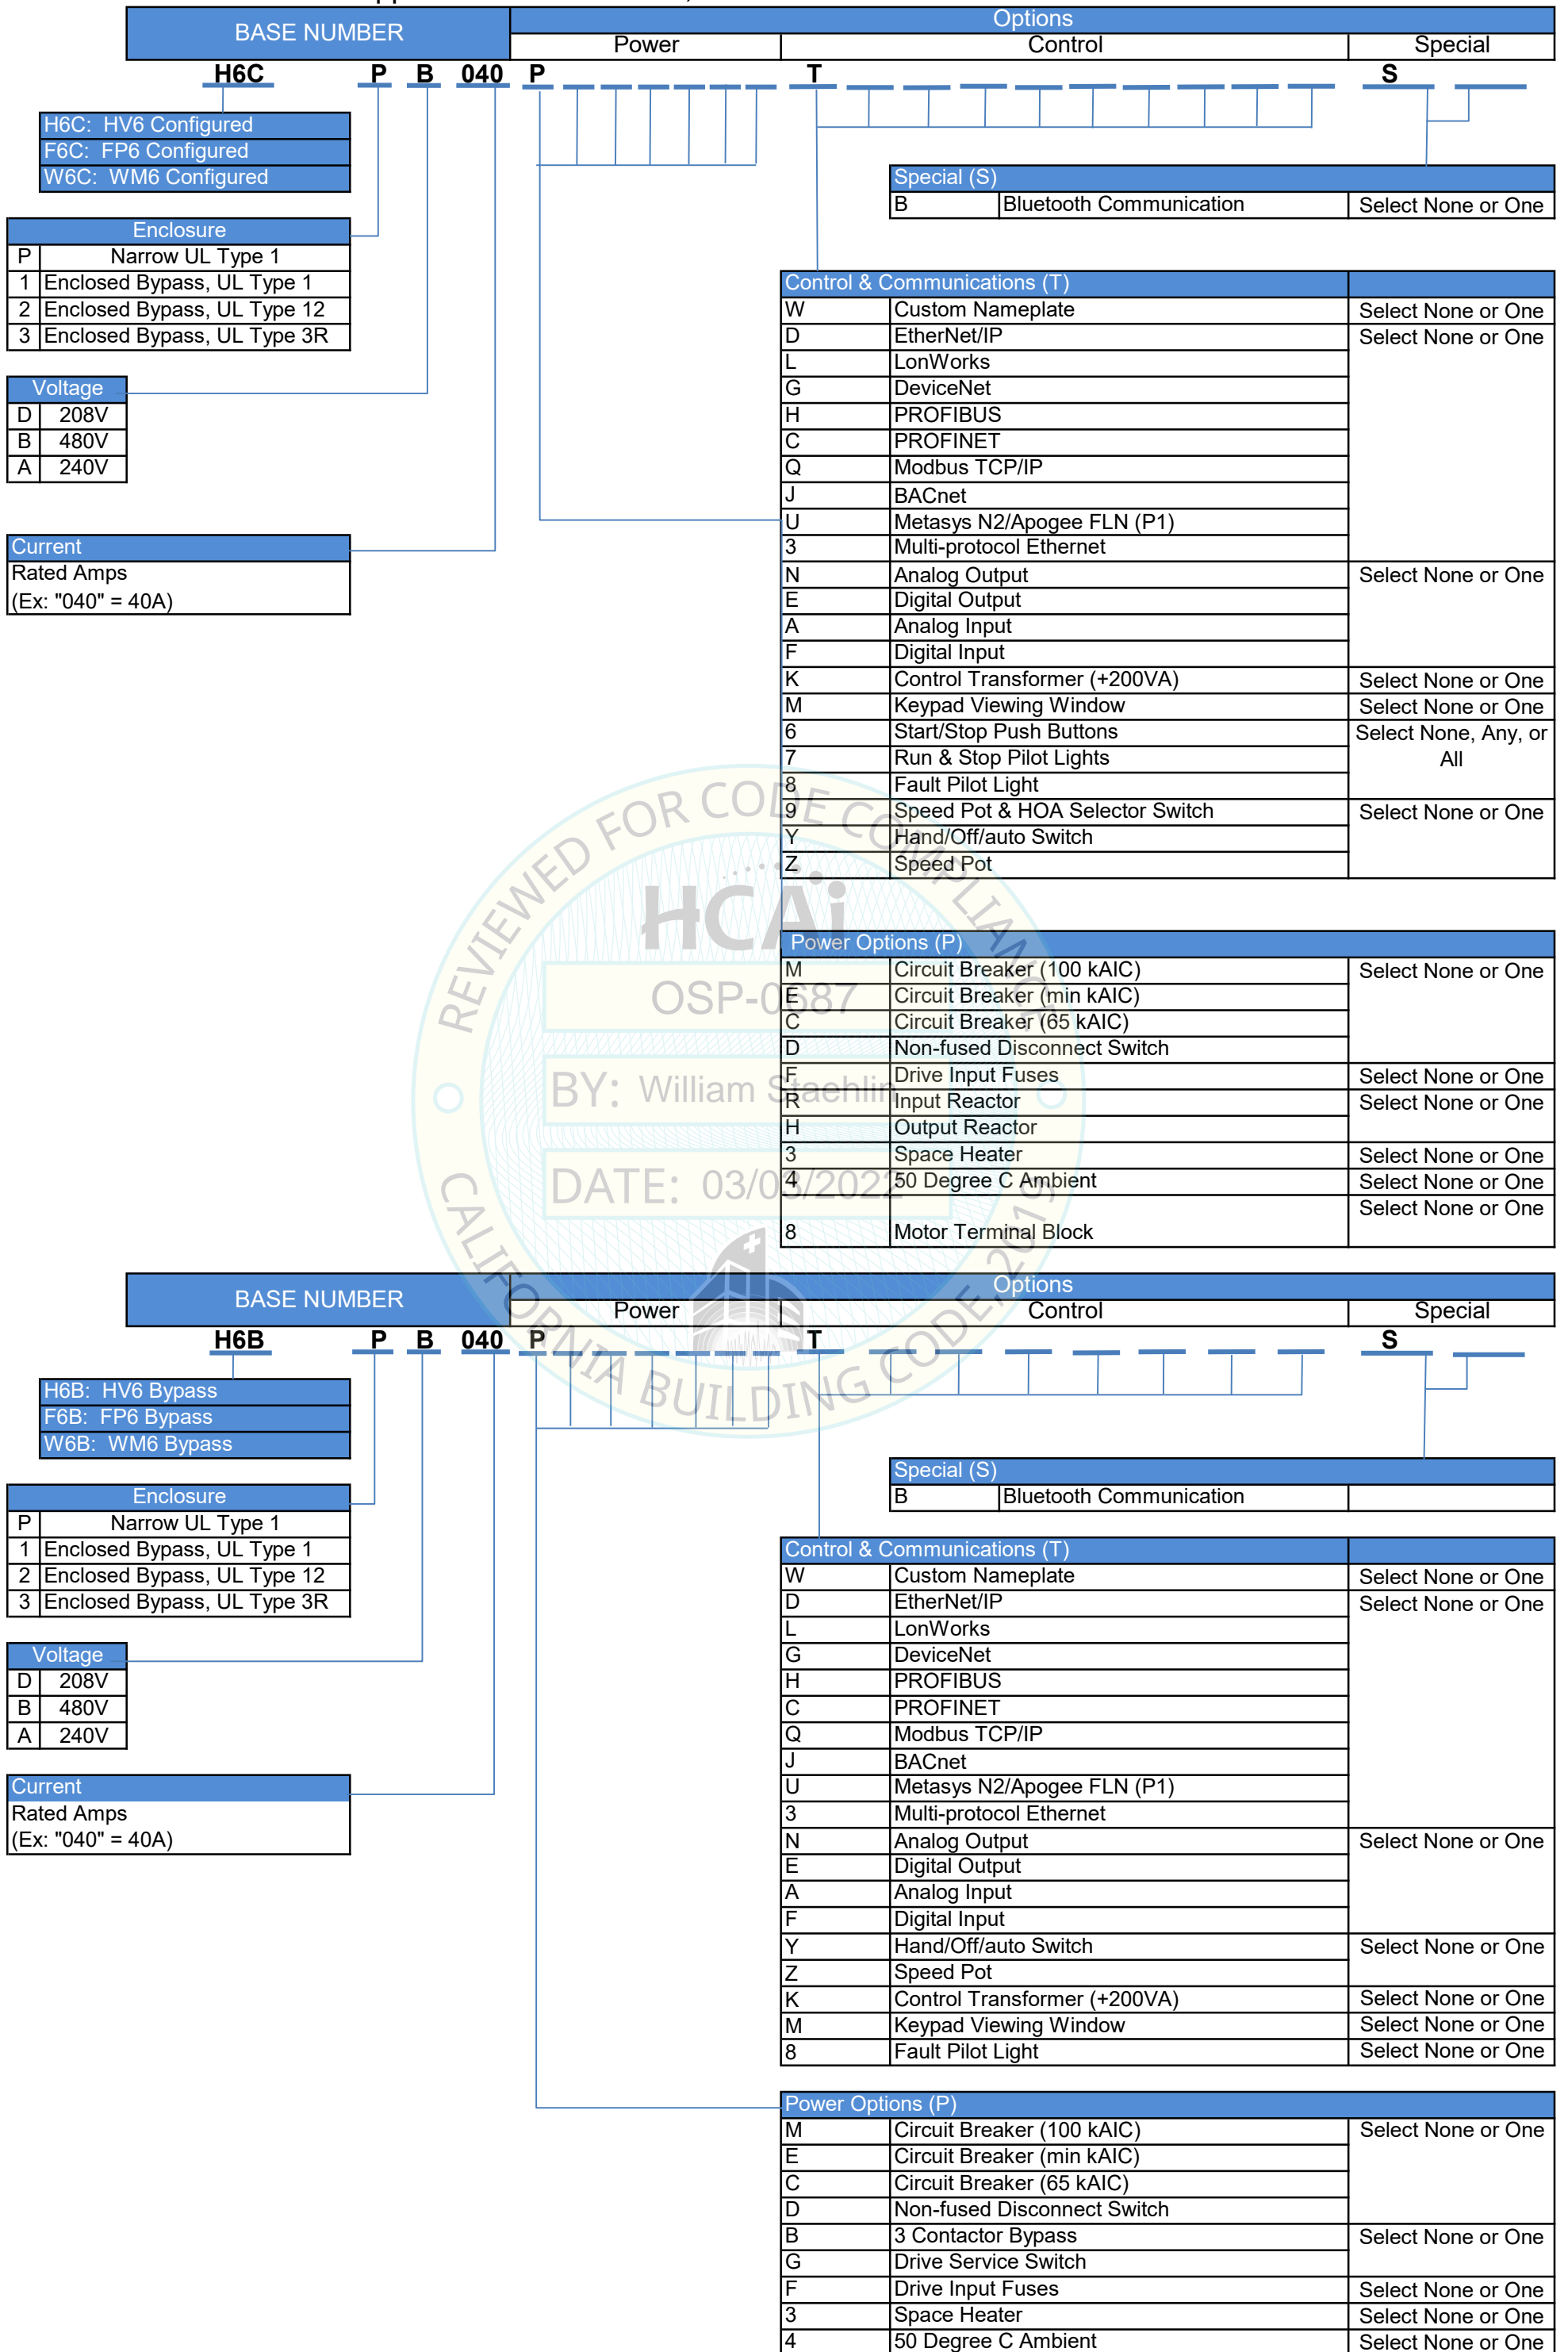 BASE NUMBER
Options
Power Control Special
H6C P B 040 P T S
H6C: HV6 Configured
F6C: FP6 Configured
W6C: WM6 Configured
Special (S)
B Bluetooth Communication Select None or One
Enclosure
P Narrow UL Type 1
1 Enclosed Bypass, UL Type 1
2 Enclosed Bypass, UL Type 12
3 Enclosed Bypass, UL Type 3R
Voltage
D 208V
B 480V
A 240V
Current
Rated Amps
(Ex: "040" = 40A)
Control & Communications (T)
W Custom Nameplate Select None or One
D EtherNet/IP Select None or One
L LonWorks
G DeviceNet
H PROFIBUS
C PROFINET
Q Modbus TCP/IP
J BACnet
U Metasys N2/Apogee FLN (P1)
3 Multi-protocol Ethernet
N Analog Output Select None or One
E Digital Output
A Analog Input
F Digital Input
K Control Transformer (+200VA) Select None or One
M Keypad Viewing Window Select None or One
6 Start/Stop Push Buttons Select None, Any, or
7 Run & Stop Pilot Lights All
8 Fault Pilot Light
9 Speed Pot & HOA Selector Switch Select None or One
Y Hand/Off/auto Switch
Z Speed Pot
Power Options (P)
M Circuit Breaker (100 kAIC) Select None or One
E Circuit Breaker (min kAIC)
C Circuit Breaker (65 kAIC)
D Non-fused Disconnect Switch
F Drive Input Fuses Select None or One
R Input Reactor Select None or One
H Output Reactor
3 Space Heater Select None or One
4 50 Degree C Ambient Select None or One
Select None or One
8 Motor Terminal Block
REVIEWED FOR CODE COMPLIANCE
HCAi
OSP-0687
BY: William Staehlin
DATE: 03/03/2022
CALIFORNIA BUILDING CODE, 2019
BASE NUMBER
Options
Power Control Special
H6B P B 040 P T S
H6B: HV6 Bypass
F6B: FP6 Bypass
W6B: WM6 Bypass
Special (S)
B Bluetooth Communication
Enclosure
P Narrow UL Type 1
1 Enclosed Bypass, UL Type 1
2 Enclosed Bypass, UL Type 12
3 Enclosed Bypass, UL Type 3R
Voltage
D 208V
B 480V
A 240V
Current
Rated Amps
(Ex: "040" = 40A)
Control & Communications (T)
W Custom Nameplate Select None or One
D EtherNet/IP Select None or One
L LonWorks
G DeviceNet
H PROFIBUS
C PROFINET
Q Modbus TCP/IP
J BACnet
U Metasys N2/Apogee FLN (P1)
3 Multi-protocol Ethernet
N Analog Output Select None or One
E Digital Output
A Analog Input
F Digital Input
Y Hand/Off/auto Switch Select None or One
Z Speed Pot
K Control Transformer (+200VA) Select None or One
M Keypad Viewing Window Select None or One
8 Fault Pilot Light Select None or One
Power Options (P)
M Circuit Breaker (100 kAIC) Select None or One
E Circuit Breaker (min kAIC)
C Circuit Breaker (65 kAIC)
D Non-fused Disconnect Switch
B 3 Contactor Bypass Select None or One
G Drive Service Switch
F Drive Input Fuses Select None or One
3 Space Heater Select None or One
4 50 Degree C Ambient Select None or One